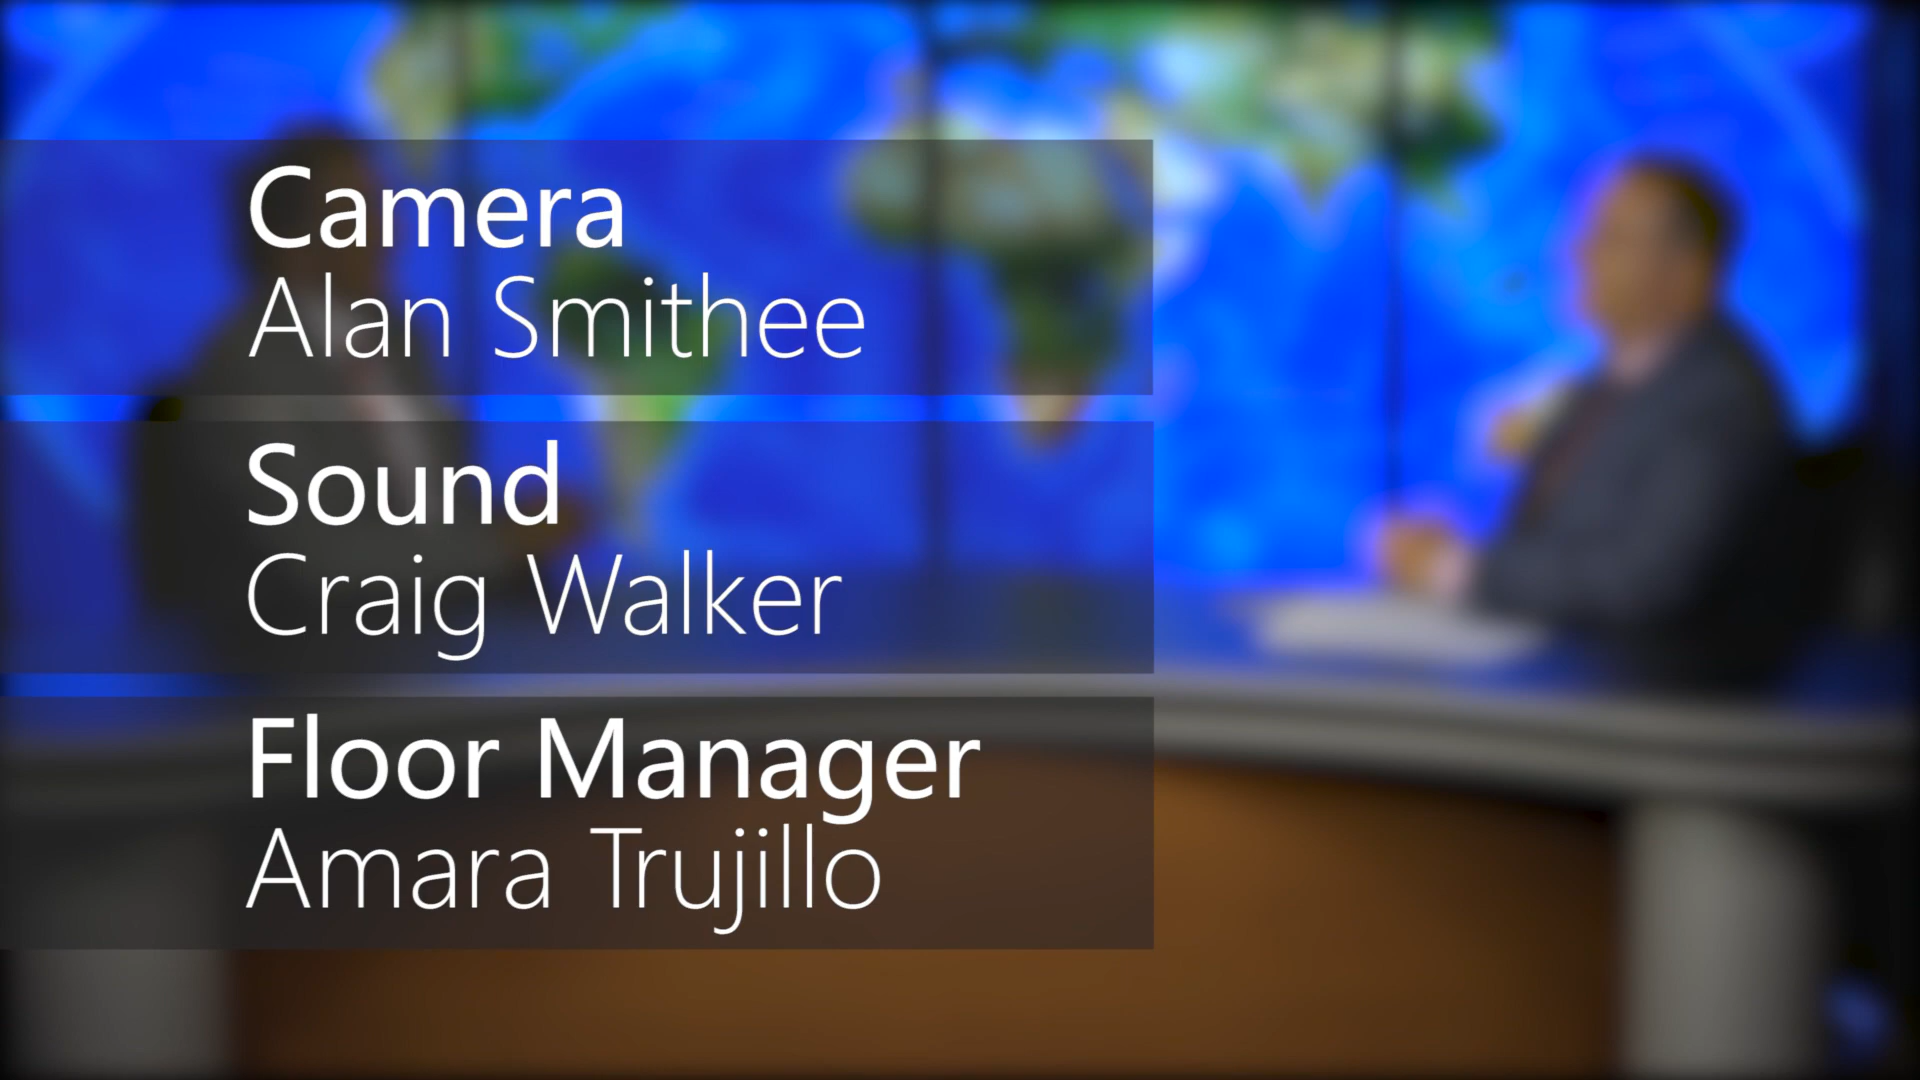 Camera
Alan Smithee
Sound
Craig Walker
Floor Manager
Amara Trujillo